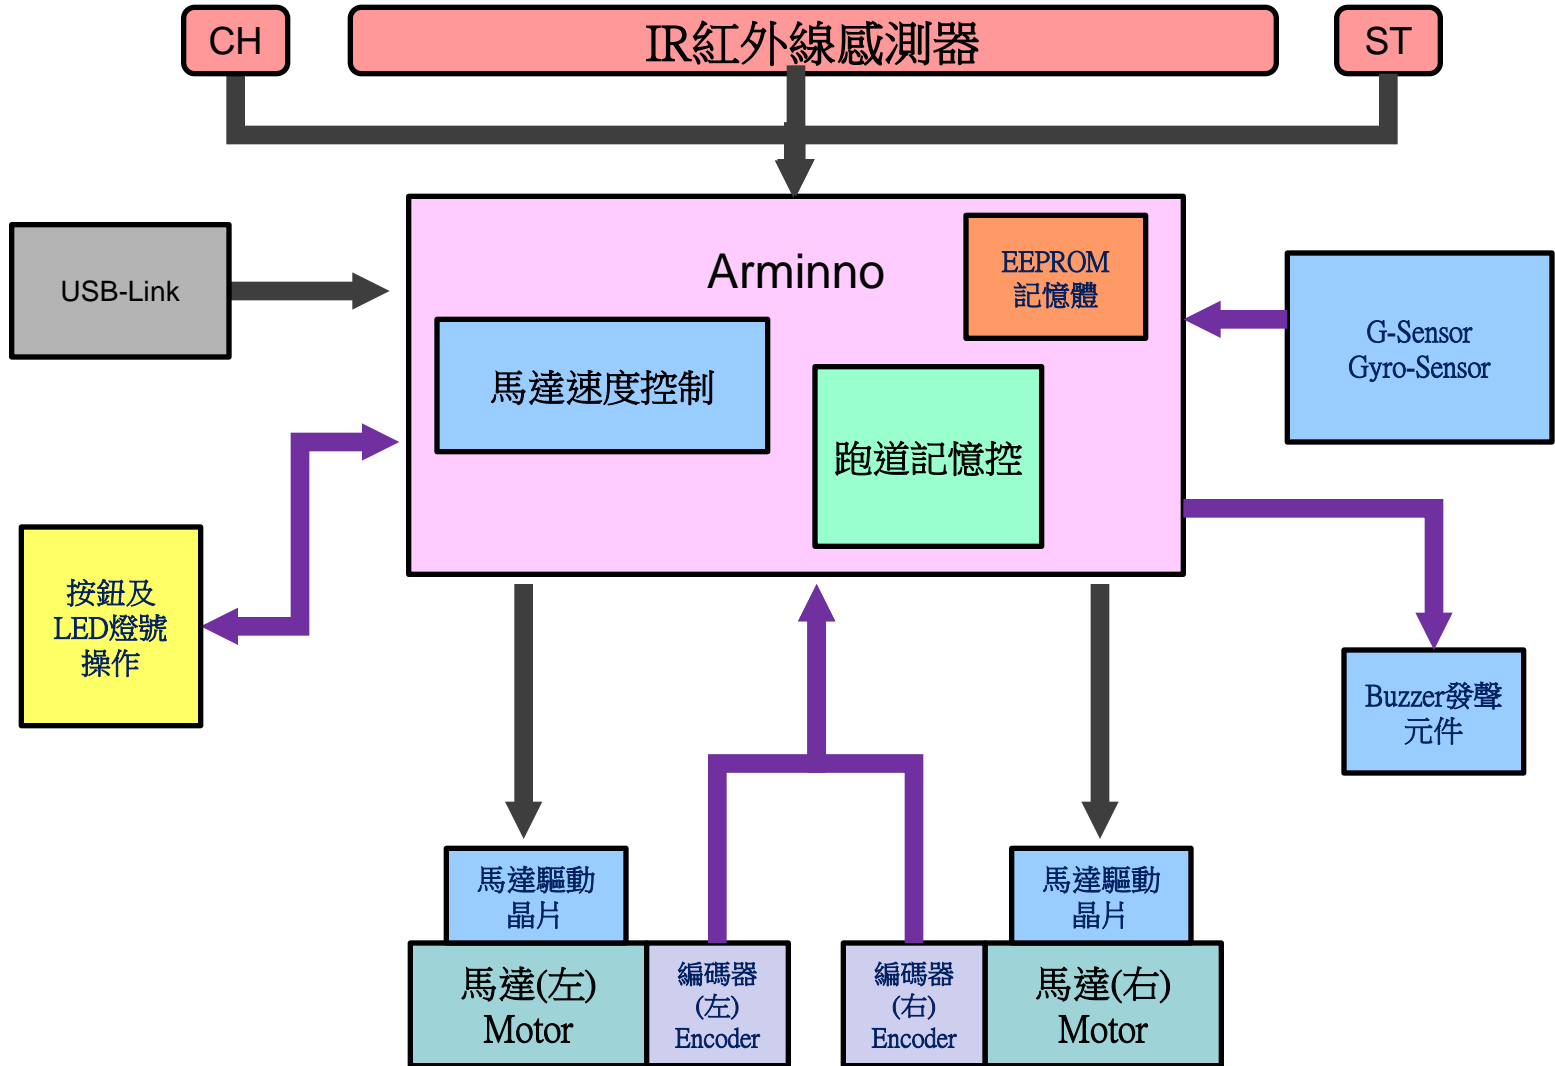 CH
IR紅外線感測器
ST
USB-Link
Arminno
EEPROM
記憶體
馬達速度控制
跑道記憶控
G-Sensor
Gyro-Sensor
按鈕及
LED燈號
操作
Buzzer發聲
元件
馬達驅動
晶片
馬達(左)
Motor
編碼器
(左)
Encoder
編碼器
(右)
Encoder
馬達驅動
晶片
馬達(右)
Motor